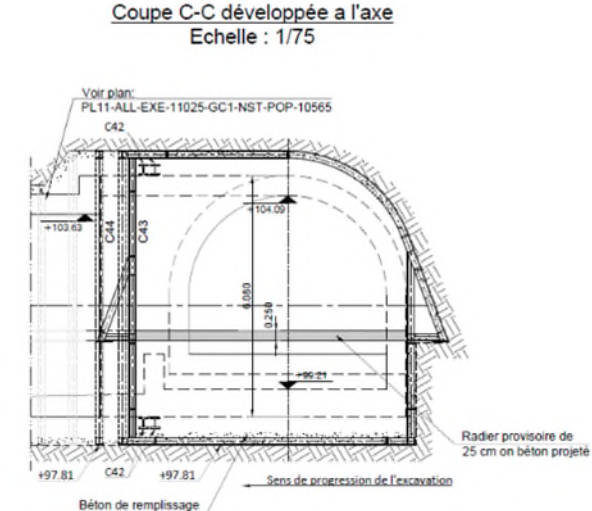 Coupe C-C développée a l'axe
Echelle : 1/75
Voir plan:
PL11-ALL-EXE-11025-GC1-NST-POP-10565
C42
+104.09
+103.63
C44
C43
6.080
0.250
+99.21
Radier provisoire de
25 cm on béton projeté
+97.81
C42
+97.81
Sens de progression de l'excavation
Béton de remplissage